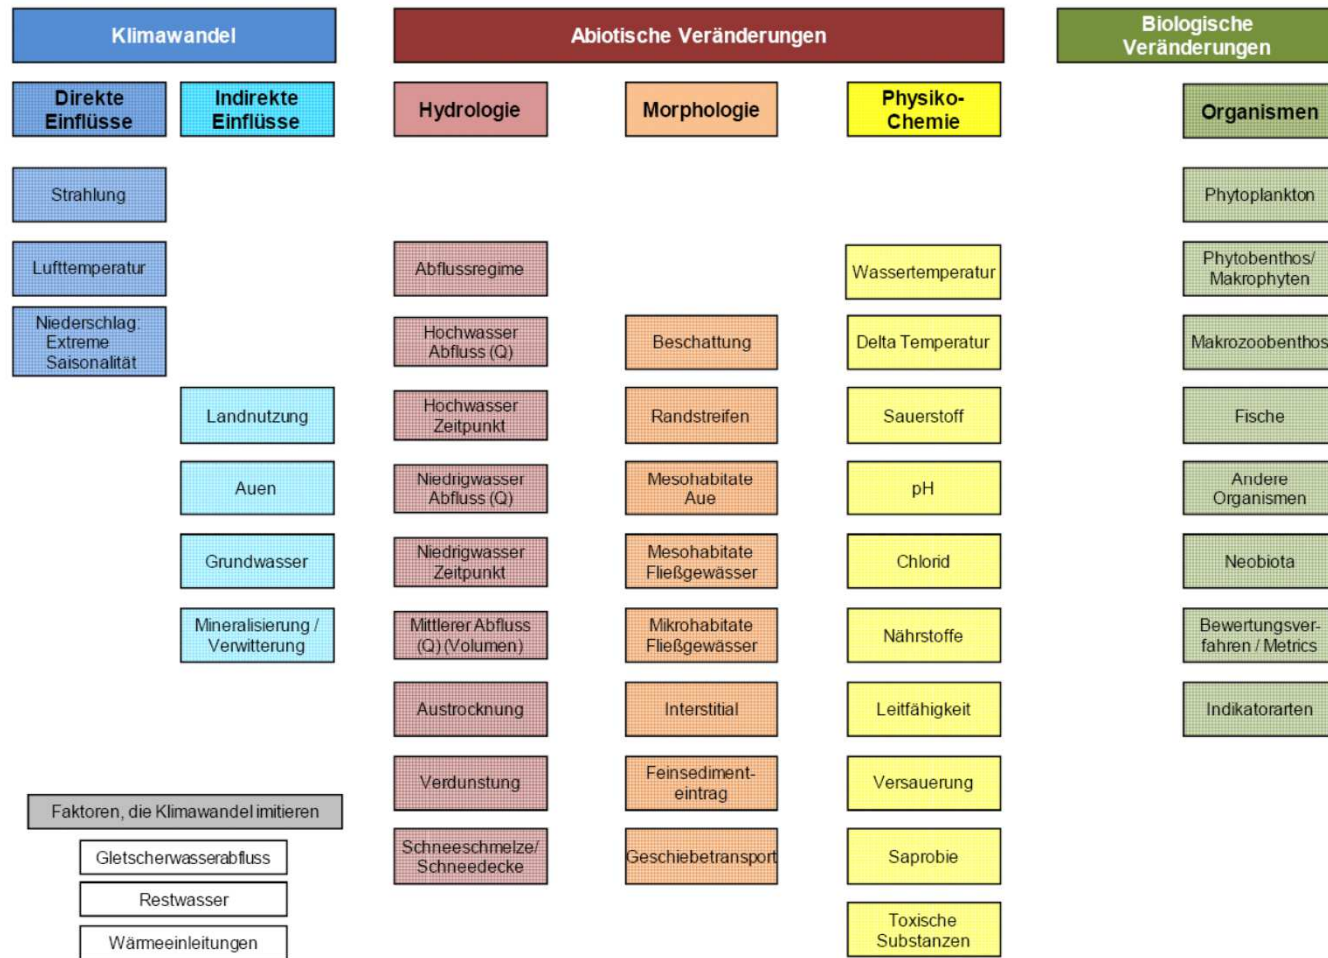 Klimawandel
Abiotische Veränderungen
Biologische
Veränderungen
Direkte
Einflüsse
Indirekte
Einflüsse
Hydrologie
Morphologie
Physiko-
Chemie
Organismen
Strahlung
Lufttemperatur
Niederschlag:
Extreme
Saisonalität
Landnutzung
Auen
Grundwasser
Mineralisierung /
Verwitterung
Abflussregime
Hochwasser
Abfluss (Q)
Hochwasser
Zeitpunkt
Niedrigwasser
Abfluss (Q)
Niedrigwasser
Zeitpunkt
Mittlerer Abfluss
(Q) (Volumen)
Austrocknung
Verdunstung
Schneeschmelze/
Schneedecke
Beschattung
Randstreifen
Mesohabitate
Aue
Mesohabitate
Fließgewässer
Mikrohabitate
Fließgewässer
Interstitial
Feinsediment-
eintrag
Geschiebetransport
Wassertemperatur
Delta Temperatur
Sauerstoff
pH
Chlorid
Nährstoffe
Leitfähigkeit
Versauerung
Saprobie
Toxische
Substanzen
Phytoplankton
Phytobenthos/
Makrophyten
Makrozoobenthos
Fische
Andere
Organismen
Neobiota
Bewertungsver-
fahren / Metrics
Indikatorarten
Faktoren, die Klimawandel imitieren
Gletscherwasserabfluss
Restwasser
Wärmeeinleitungen